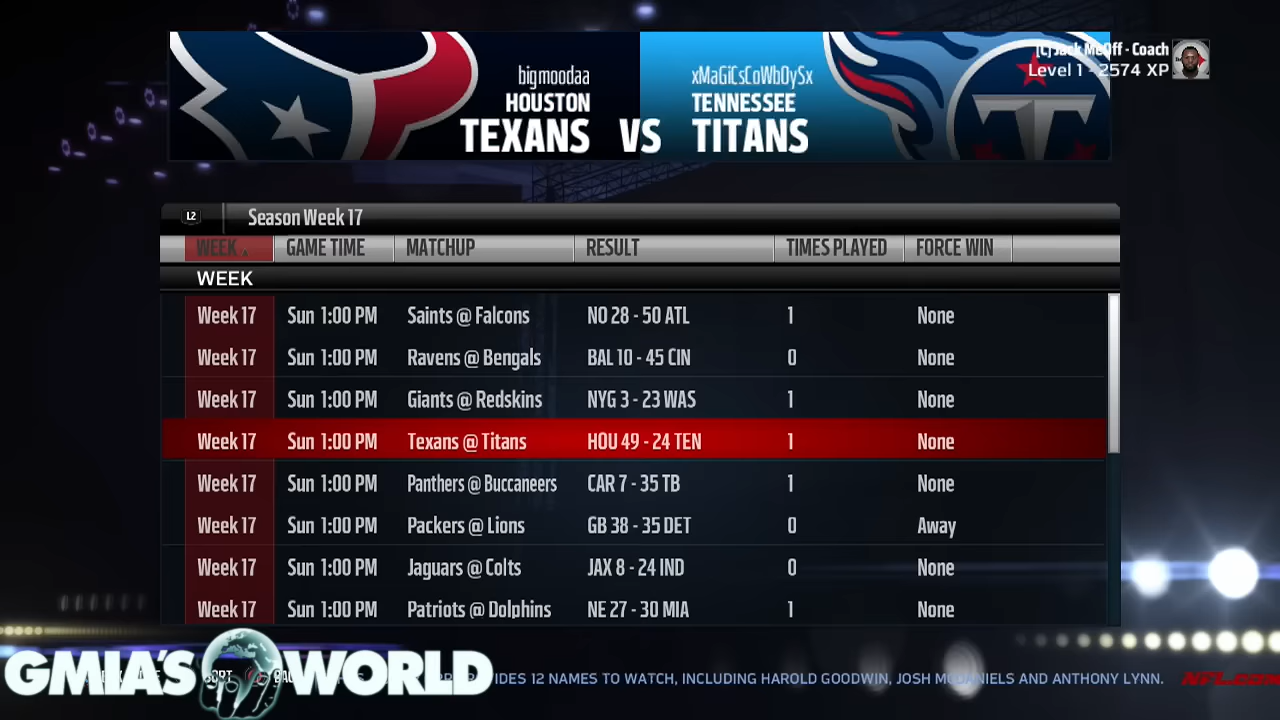 bigmoodaa
HOUSTON
TEXANS
VS
xMaGiCsCoWbOySx
TENNESSEE
TITANS
[C] Jack MeOff - Coach
Level 1 - 2574 XP
L2 Season Week 17
WEEK GAME TIME MATCHUP RESULT TIMES PLAYED FORCE WIN
WEEK
Week 17 Sun 1:00 PM Saints @ Falcons NO 28 - 50 ATL 1 None
Week 17 Sun 1:00 PM Ravens @ Bengals BAL 10 - 45 CIN 0 None
Week 17 Sun 1:00 PM Giants @ Redskins NYG 3 - 23 WAS 1 None
Week 17 Sun 1:00 PM Texans @ Titans HOU 49 - 24 TEN 1 None
Week 17 Sun 1:00 PM Panthers @ Buccaneers CAR 7 - 35 TB 1 None
Week 17 Sun 1:00 PM Packers @ Lions GB 38 - 35 DET 0 Away
Week 17 Sun 1:00 PM Jaguars @ Colts JAX 8 - 24 IND 0 None
Week 17 Sun 1:00 PM Patriots @ Dolphins NE 27 - 30 MIA 1 None
GMIA'S WORLD
12 NAMES TO WATCH, INCLUDING HAROLD GOODWIN, JOSH MCDANIELS AND ANTHONY LYNN.
NFL.COM